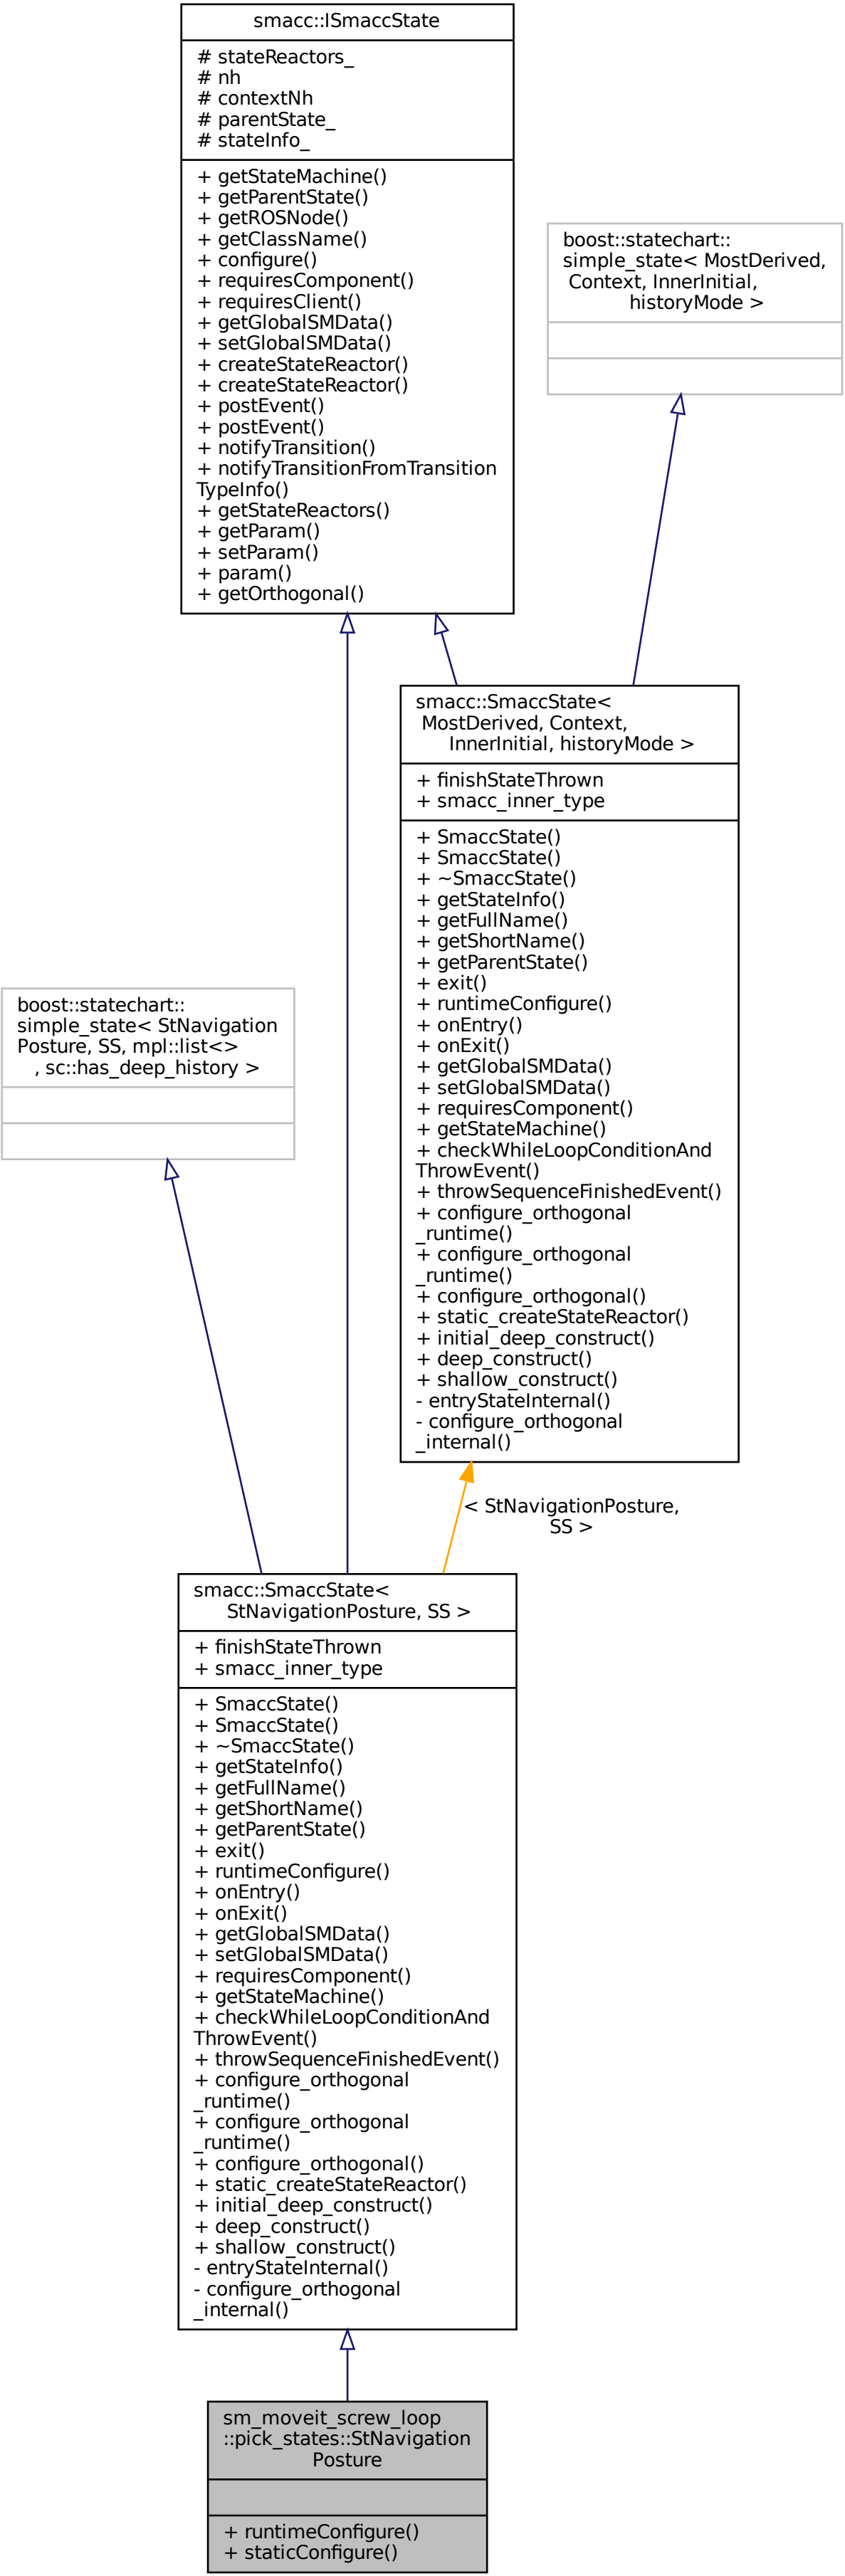 smacc::ISmaccState
# stateReactors_
# nh
# contextNh
# parentState_
# stateInfo_
+ getStateMachine()
+ getParentState()
+ getROSNode()
+ getClassName()
+ configure()
+ requiresComponent()
+ requiresClient()
+ getGlobalSMData()
+ setGlobalSMData()
+ createStateReactor()
+ createStateReactor()
+ postEvent()
+ postEvent()
+ notifyTransition()
+ notifyTransitionFromTransition
TypeInfo()
+ getStateReactors()
+ getParam()
+ setParam()
+ param()
+ getOrthogonal()
boost::statechart::
simple_state< MostDerived,
Context, InnerInitial,
historyMode >
smacc::SmaccState<
MostDerived, Context,
InnerInitial, historyMode >
+ finishStateThrown
+ smacc_inner_type
+ SmaccState()
+ SmaccState()
+ ~SmaccState()
+ getStateInfo()
+ getFullName()
+ getShortName()
+ getParentState()
+ exit()
+ runtimeConfigure()
+ onEntry()
+ onExit()
+ getGlobalSMData()
+ setGlobalSMData()
+ requiresComponent()
+ getStateMachine()
+ checkWhileLoopConditionAnd
ThrowEvent()
+ throwSequenceFinishedEvent()
+ configure_orthogonal
_runtime()
+ configure_orthogonal
_runtime()
+ configure_orthogonal()
+ static_createStateReactor()
+ initial_deep_construct()
+ deep_construct()
+ shallow_construct()
- entryStateInternal()
- configure_orthogonal
_internal()
boost::statechart::
simple_state< StNavigation
Posture, SS, mpl::list<>
, sc::has_deep_history >
< StNavigationPosture,
SS >
smacc::SmaccState<
StNavigationPosture, SS >
+ finishStateThrown
+ smacc_inner_type
+ SmaccState()
+ SmaccState()
+ ~SmaccState()
+ getStateInfo()
+ getFullName()
+ getShortName()
+ getParentState()
+ exit()
+ runtimeConfigure()
+ onEntry()
+ onExit()
+ getGlobalSMData()
+ setGlobalSMData()
+ requiresComponent()
+ getStateMachine()
+ checkWhileLoopConditionAnd
ThrowEvent()
+ throwSequenceFinishedEvent()
+ configure_orthogonal
_runtime()
+ configure_orthogonal
_runtime()
+ configure_orthogonal()
+ static_createStateReactor()
+ initial_deep_construct()
+ deep_construct()
+ shallow_construct()
- entryStateInternal()
- configure_orthogonal
_internal()
sm_moveit_screw_loop
::pick_states::StNavigation
Posture
+ runtimeConfigure()
+ staticConfigure()